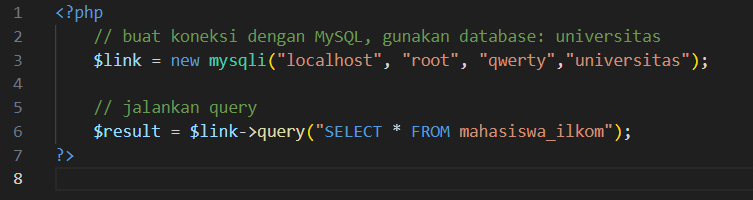 1 <?php
2 // buat koneksi dengan MySQL, gunakan database: universitas
3 $link = new mysqli("localhost", "root", "qwerty","universitas");
4
5 // jalankan query
6 $result = $link->query("SELECT * FROM mahasiswa_ilkom");
7 ?>
8